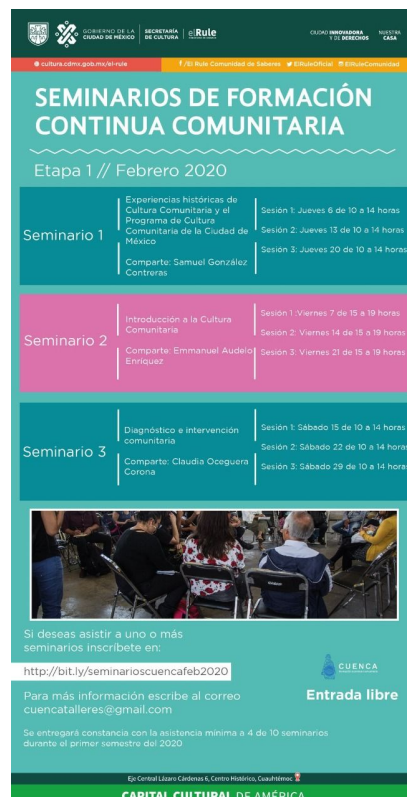 GOBIERNO DE LA
CIUDAD DE MÉXICO
SECRETARÍA
DE CULTURA
elRule
CIUDAD INNOVADORA
Y DE DERECHOS
NUESTRA
CASA
cultura.cdmx.gob.mx/el-rule
/El Rule Comunidad de Saberes
ElRuleOficial
ElRuleComunidad
SEMINARIOS DE FORMACIÓN
CONTINUA COMUNITARIA
Etapa 1 // Febrero 2020
Seminario 1
Experiencias históricas de
Cultura Comunitaria y el
Programa de Cultura
Comunitaria de la Ciudad de
México
Comparte: Samuel González
Contreras
Sesión 1: Jueves 6 de 10 a 14 horas
Sesión 2: Jueves 13 de 10 a 14 horas
Sesión 3: Jueves 20 de 10 a 14 horas
Seminario 2
Introducción a la Cultura
Comunitaria
Comparte: Emmanuel Audelo
Enriquez
Sesión 1 :Viernes 7 de 15 a 19 horas
Sesión 2: Viernes 14 de 15 a 19 horas
Sesión 3: Viernes 21 de 15 a 19 horas
Seminario 3
Diagnóstico e intervención
comunitaria
Comparte: Claudia Oceguera
Corona
Sesión 1: Sábado 15 de 10 a 14 horas
Sesión 2: Sábado 22 de 10 a 14 horas
Sesión 3: Sábado 29 de 10 a 14 horas
Si deseas asistir a uno o más
seminarios inscríbete en:
http://bit.ly/seminarioscuencafeb2020
Para más información escribe al correo
cuencatalleres@gmail.com
CUENCA
Entrada libre
Se entregará constancia con la asistencia mínima a 4 de 10 seminarios
durante el primer semestre del 2020
Eje Central Lázaro Cárdenas 6, Centro Histórico, Cuauhtémoc
CAPITAL CULTURAL DE AMÉRICA